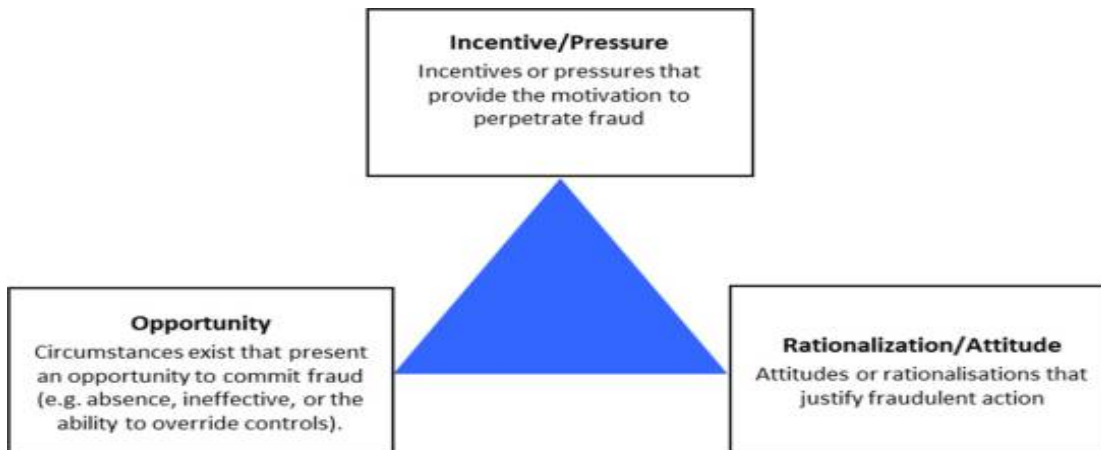 Incentive/Pressure
Incentives or pressures that
provide the motivation to
perpetrate fraud
Opportunity
Circumstances exist that present
an opportunity to commit fraud
(e.g. absence, ineffective, or the
ability to override controls).
Rationalization/Attitude
Attitudes or rationalisations that
justify fraudulent action